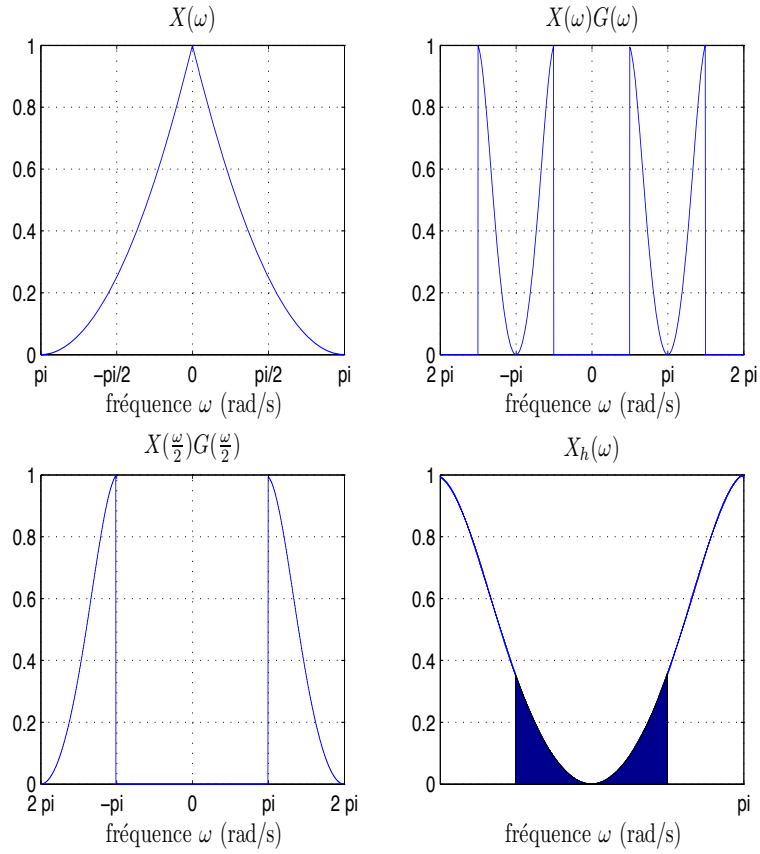 X(ω)
1
0.8
0.6
0.4
0.2
0
pi
−pi/2
0
pi/2
pi
fréquence ω (rad/s)
X(ω)G(ω)
1
0.8
0.6
0.4
0.2
0
2 pi
−pi
0
pi
2 pi
fréquence ω (rad/s)
X(ω/2)G(ω/2)
1
0.8
0.6
0.4
0.2
0
2 pi
−pi
0
pi
2 pi
fréquence ω (rad/s)
X_h(ω)
1
0.8
0.6
0.4
0.2
0
pi
fréquence ω (rad/s)